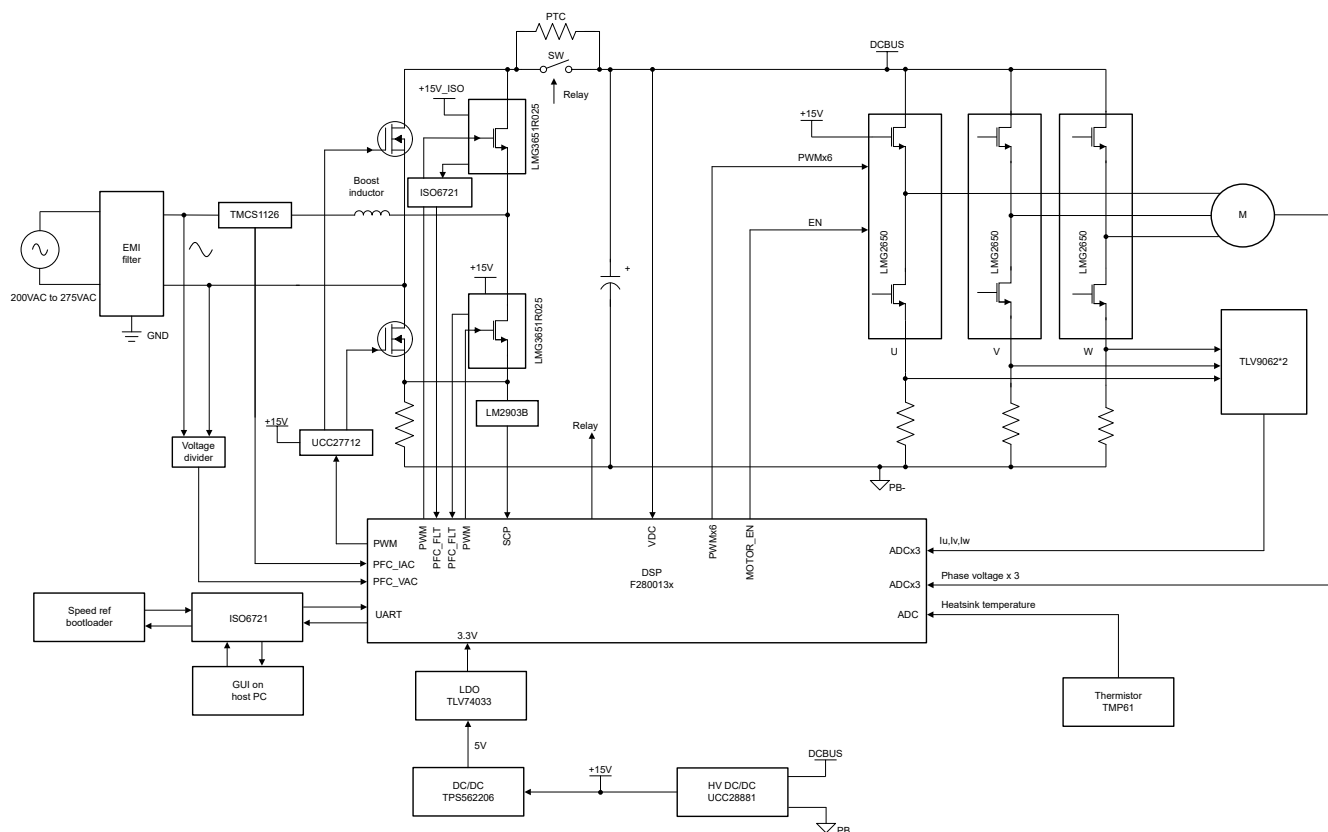 PTC
SW
Relay
DCBUS
+15V_ISO
LMG3651R025
ISO6721
+15V
PWMx6
EN
LMG2650
LMG2650
LMG2650
M
Boost
inductor
TMCS1126
EMI
filter
200VAC to 275VAC
GND
+15V
LMG3651R025
+
U
V
W
TLV9062*2
LM2903B
+15V
UCC27712
Voltage
divider
Relay
PB-
PWM
PFC_FLT
PFC_FLT
PWM
SCP
VDC
PWMx6
MOTOR_EN
PWM
PFC_IAC
PFC_VAC
UART
DSP
F280013x
ADCx3
ADCx3
ADC
Iu,Iv,Iw
Phase voltage x 3
Heatsink temperature
3.3V
Speed ref
bootloader
ISO6721
GUI on
host PC
LDO
TLV74033
Thermistor
TMP61
5V
DC/DC
TPS562206
+15V
HV DC/DC
UCC28881
DCBUS
PB